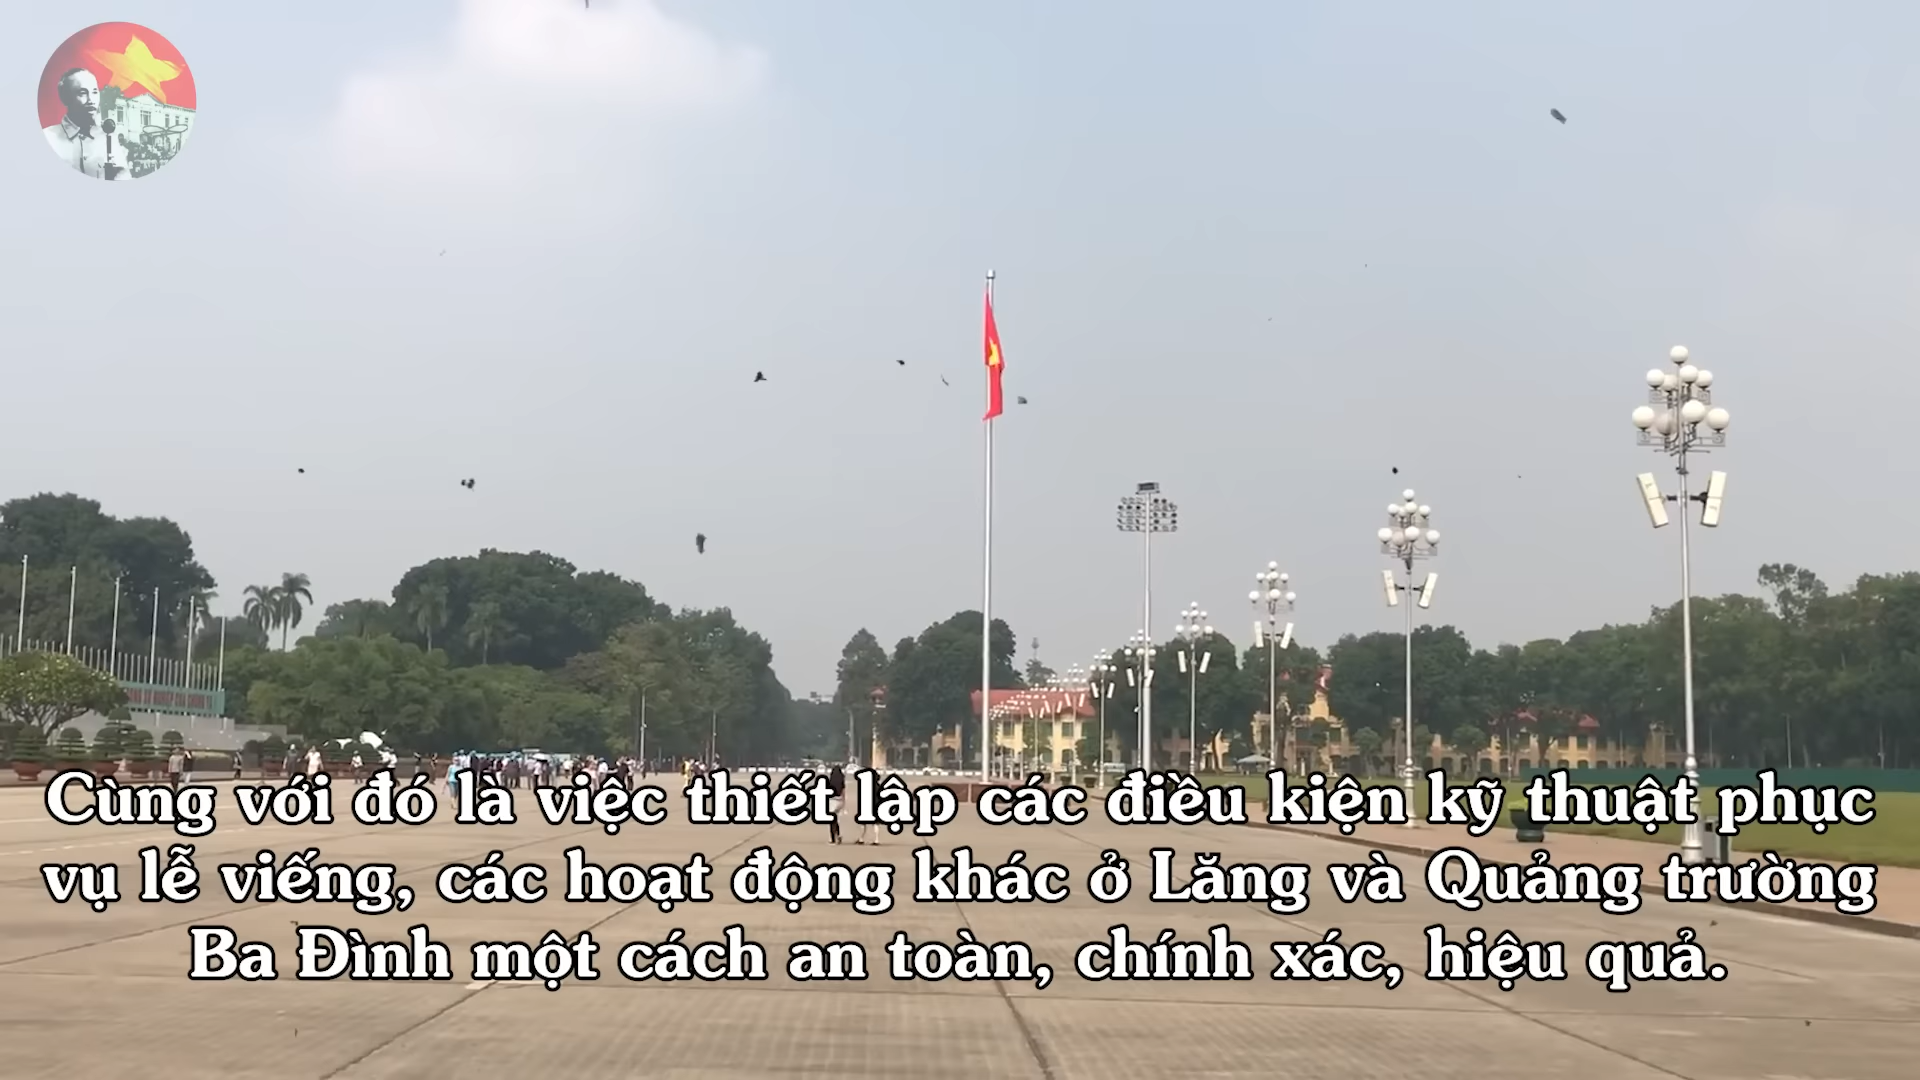 Cùng với đó là việc thiết lập các điều kiện kỹ thuật phục
vụ lễ viếng, các hoạt động khác ở Lăng và Quảng trường
Ba Đình một cách an toàn, chính xác, hiệu quả.